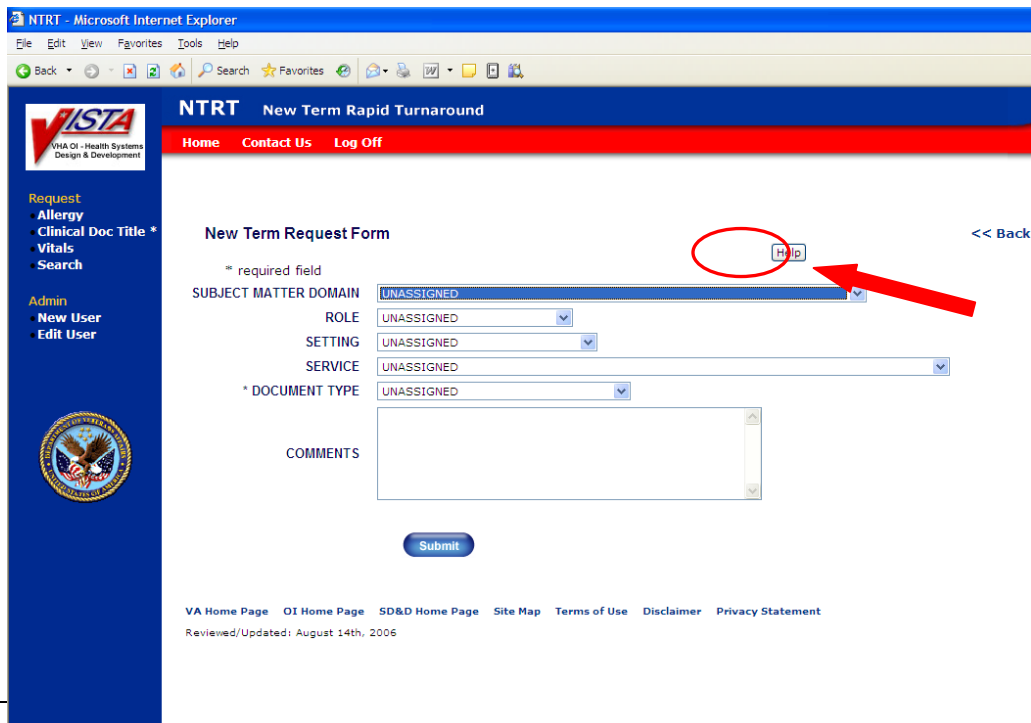 NTRT - Microsoft Internet Explorer
File Edit View Favorites Tools Help
Back Search Favorites
VISTA
VHA OI - Health Systems
Design & Development
NTRT New Term Rapid Turnaround
Home Contact Us Log Off
Request
Allergy
Clinical Doc Title *
Vitals
Search
Admin
New User
Edit User
New Term Request Form
<< Back
Help
* required field
SUBJECT MATTER DOMAIN UNASSIGNED
ROLE UNASSIGNED
SETTING UNASSIGNED
SERVICE UNASSIGNED
* DOCUMENT TYPE UNASSIGNED
COMMENTS
Submit
VA Home Page OI Home Page SD&D Home Page Site Map Terms of Use Disclaimer Privacy Statement
Reviewed/Updated: August 14th, 2006